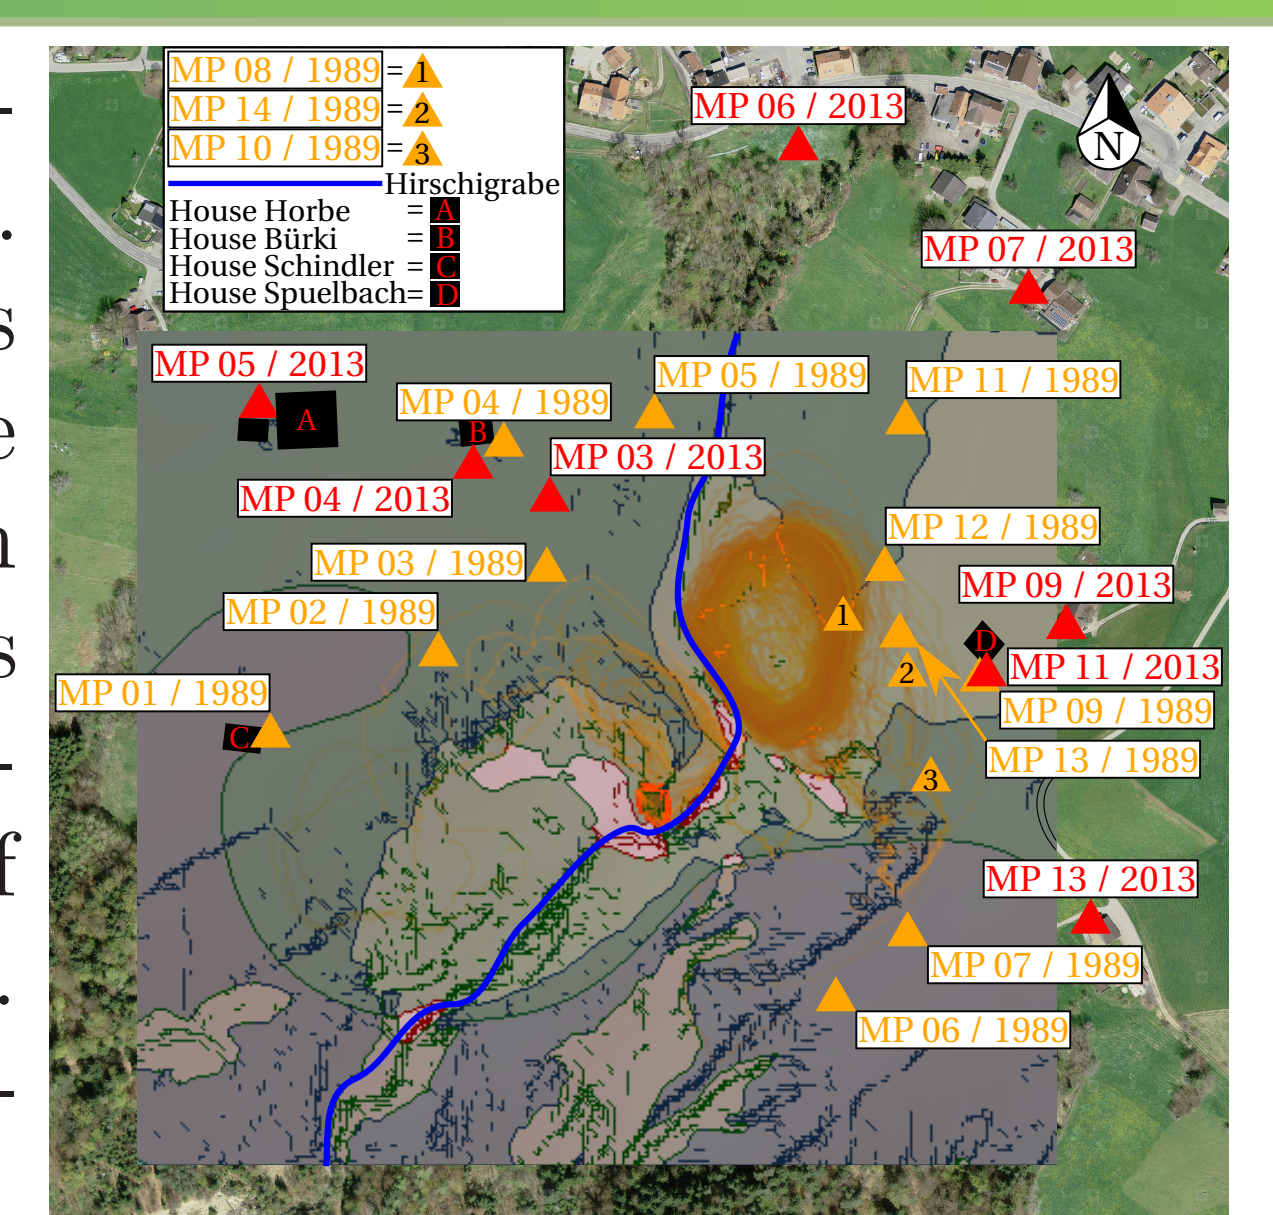 MP 08 / 1989 = 1
MP 14 / 1989 = 2
MP 10 / 1989 = 3
Hirschigrabe
House Horbe = A
House Bürki = B
House Schindler = C
House Spuelbach= D
MP 06 / 2013
N
MP 07 / 2013
MP 05 / 2013
A
MP 04 / 1989
B
MP 05 / 1989
MP 11 / 1989
MP 03 / 2013
MP 04 / 2013
MP 12 / 1989
MP 03 / 1989
MP 09 / 2013
MP 02 / 1989
1
D
MP 11 / 2013
2
MP 01 / 1989
C
MP 09 / 1989
MP 13 / 1989
3
MP 13 / 2013
MP 07 / 1989
MP 06 / 1989
.
s
e
n
s
f
.